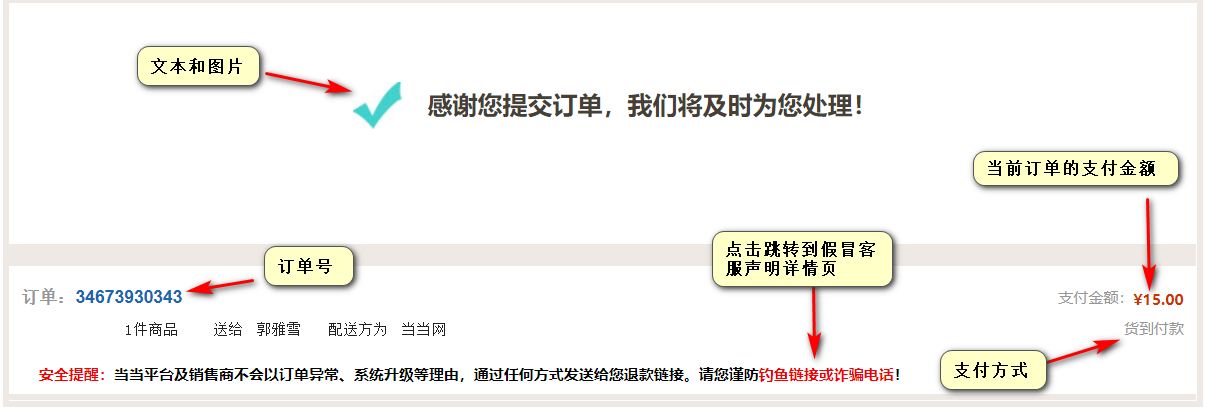 文本和图片
感谢您提交订单，我们将及时为您处理！
当前订单的支付金额
点击跳转到假冒客
服声明详情页
订单号
订单：34673930343
支付金额：¥15.00
1件商品 送给 郭雅雪 配送方为 当当网
货到付款
支付方式
安全提醒：当当平台及销售商不会以订单异常、系统升级等理由，通过任何方式发送给您退款链接。请您谨防钓鱼链接或诈骗电话！